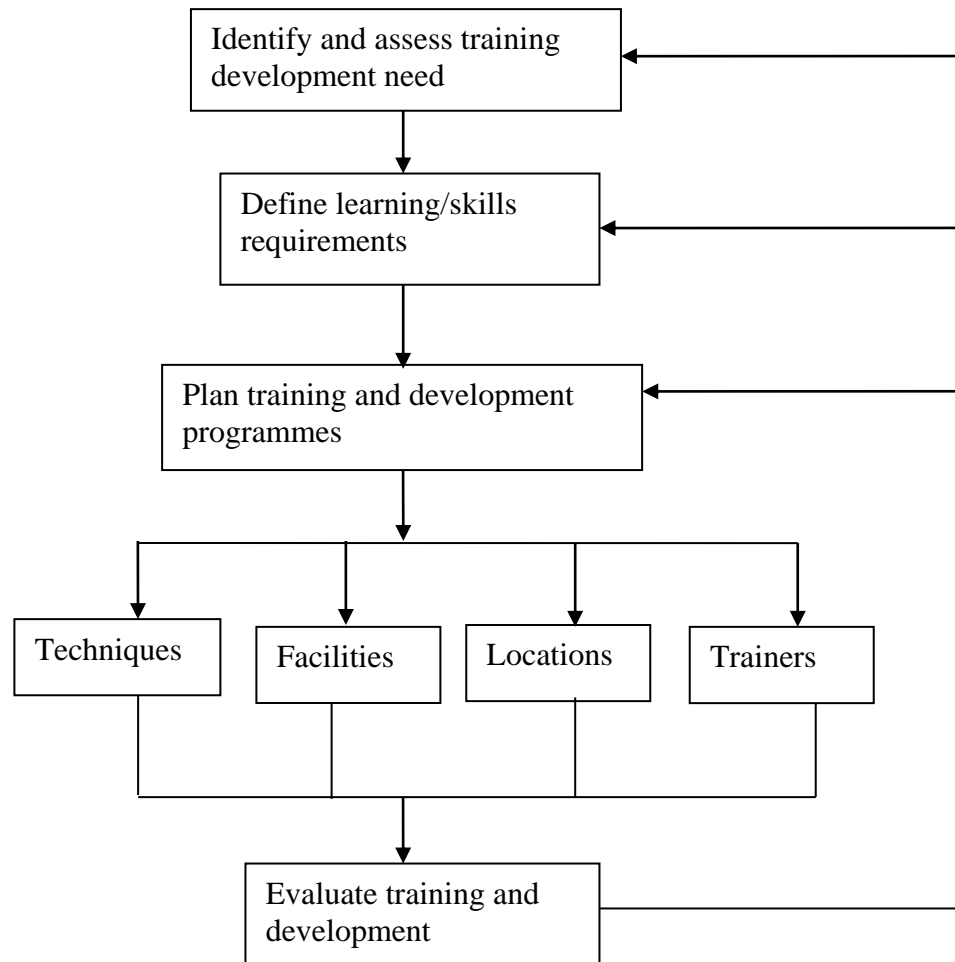 Identify and assess training
development need
Define learning/skills
requirements
Plan training and development
programmes
Techniques
Facilities
Locations
Trainers
Evaluate training and
development